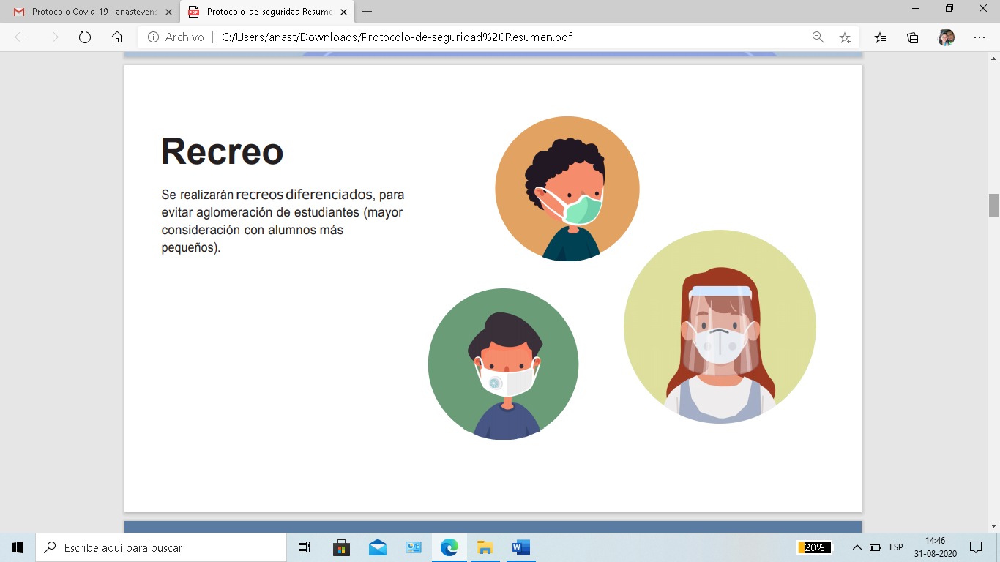 Protocolo Covid-19 - anastevens
Protocolo-de-seguridad Resumen
Archivo
C:/Users/anast/Downloads/Protocolo-de-seguridad%20Resumen.pdf
Recreo
Se realizarán recreos diferenciados, para
evitar aglomeración de estudiantes (mayor
consideración con alumnos más
pequeños).
Escribe aquí para buscar
20%
ESP
14:46
31-08-2020